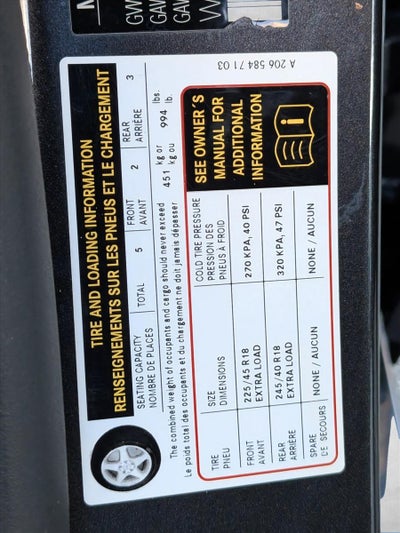 M
GW
GAW
GAW
TIRE AND LOADING INFORMATION
RENSEIGNEMENTS SUR LES PNEUS ET LE CHARGEMENT
SEATING CAPACITY
NOMBRE DE PLACES
TOTAL 5
FRONT
AVANT 2
REAR
ARRIÈRE 3
The combined weight of occupants and cargo should never exceed 451 kg or 994 lbs.
Le poids total des occupants et du chargement ne doit jamais dépasser 451 kg ou 994 lb.
TIRE
PNEU
SIZE
DIMENSIONS
COLD TIRE PRESSURE
PRESSION DES
PNEUS À FROID
FRONT
AVANT
225/45 R18
EXTRA LOAD
270 KPA, 40 PSI
REAR
ARRIÈRE
245/40 R18
EXTRA LOAD
320 KPA, 47 PSI
SPARE
DE SECOURS
NONE / AUCUN
NONE / AUCUN
SEE OWNER'S
MANUAL FOR
ADDITIONAL
INFORMATION
A 206 584 71 03